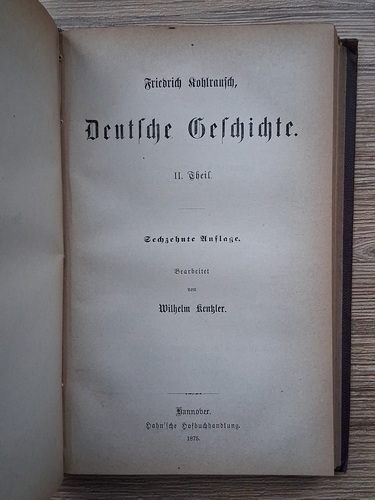 Friedrich Kohlrausch,
Deutsche Geschichte.
II. Theil.
Sechzehnte Auflage.
Bearbeitet
von
Wilhelm Kentzler.
Hannover.
Hahn'sche Hofbuchhandlung.
1875.